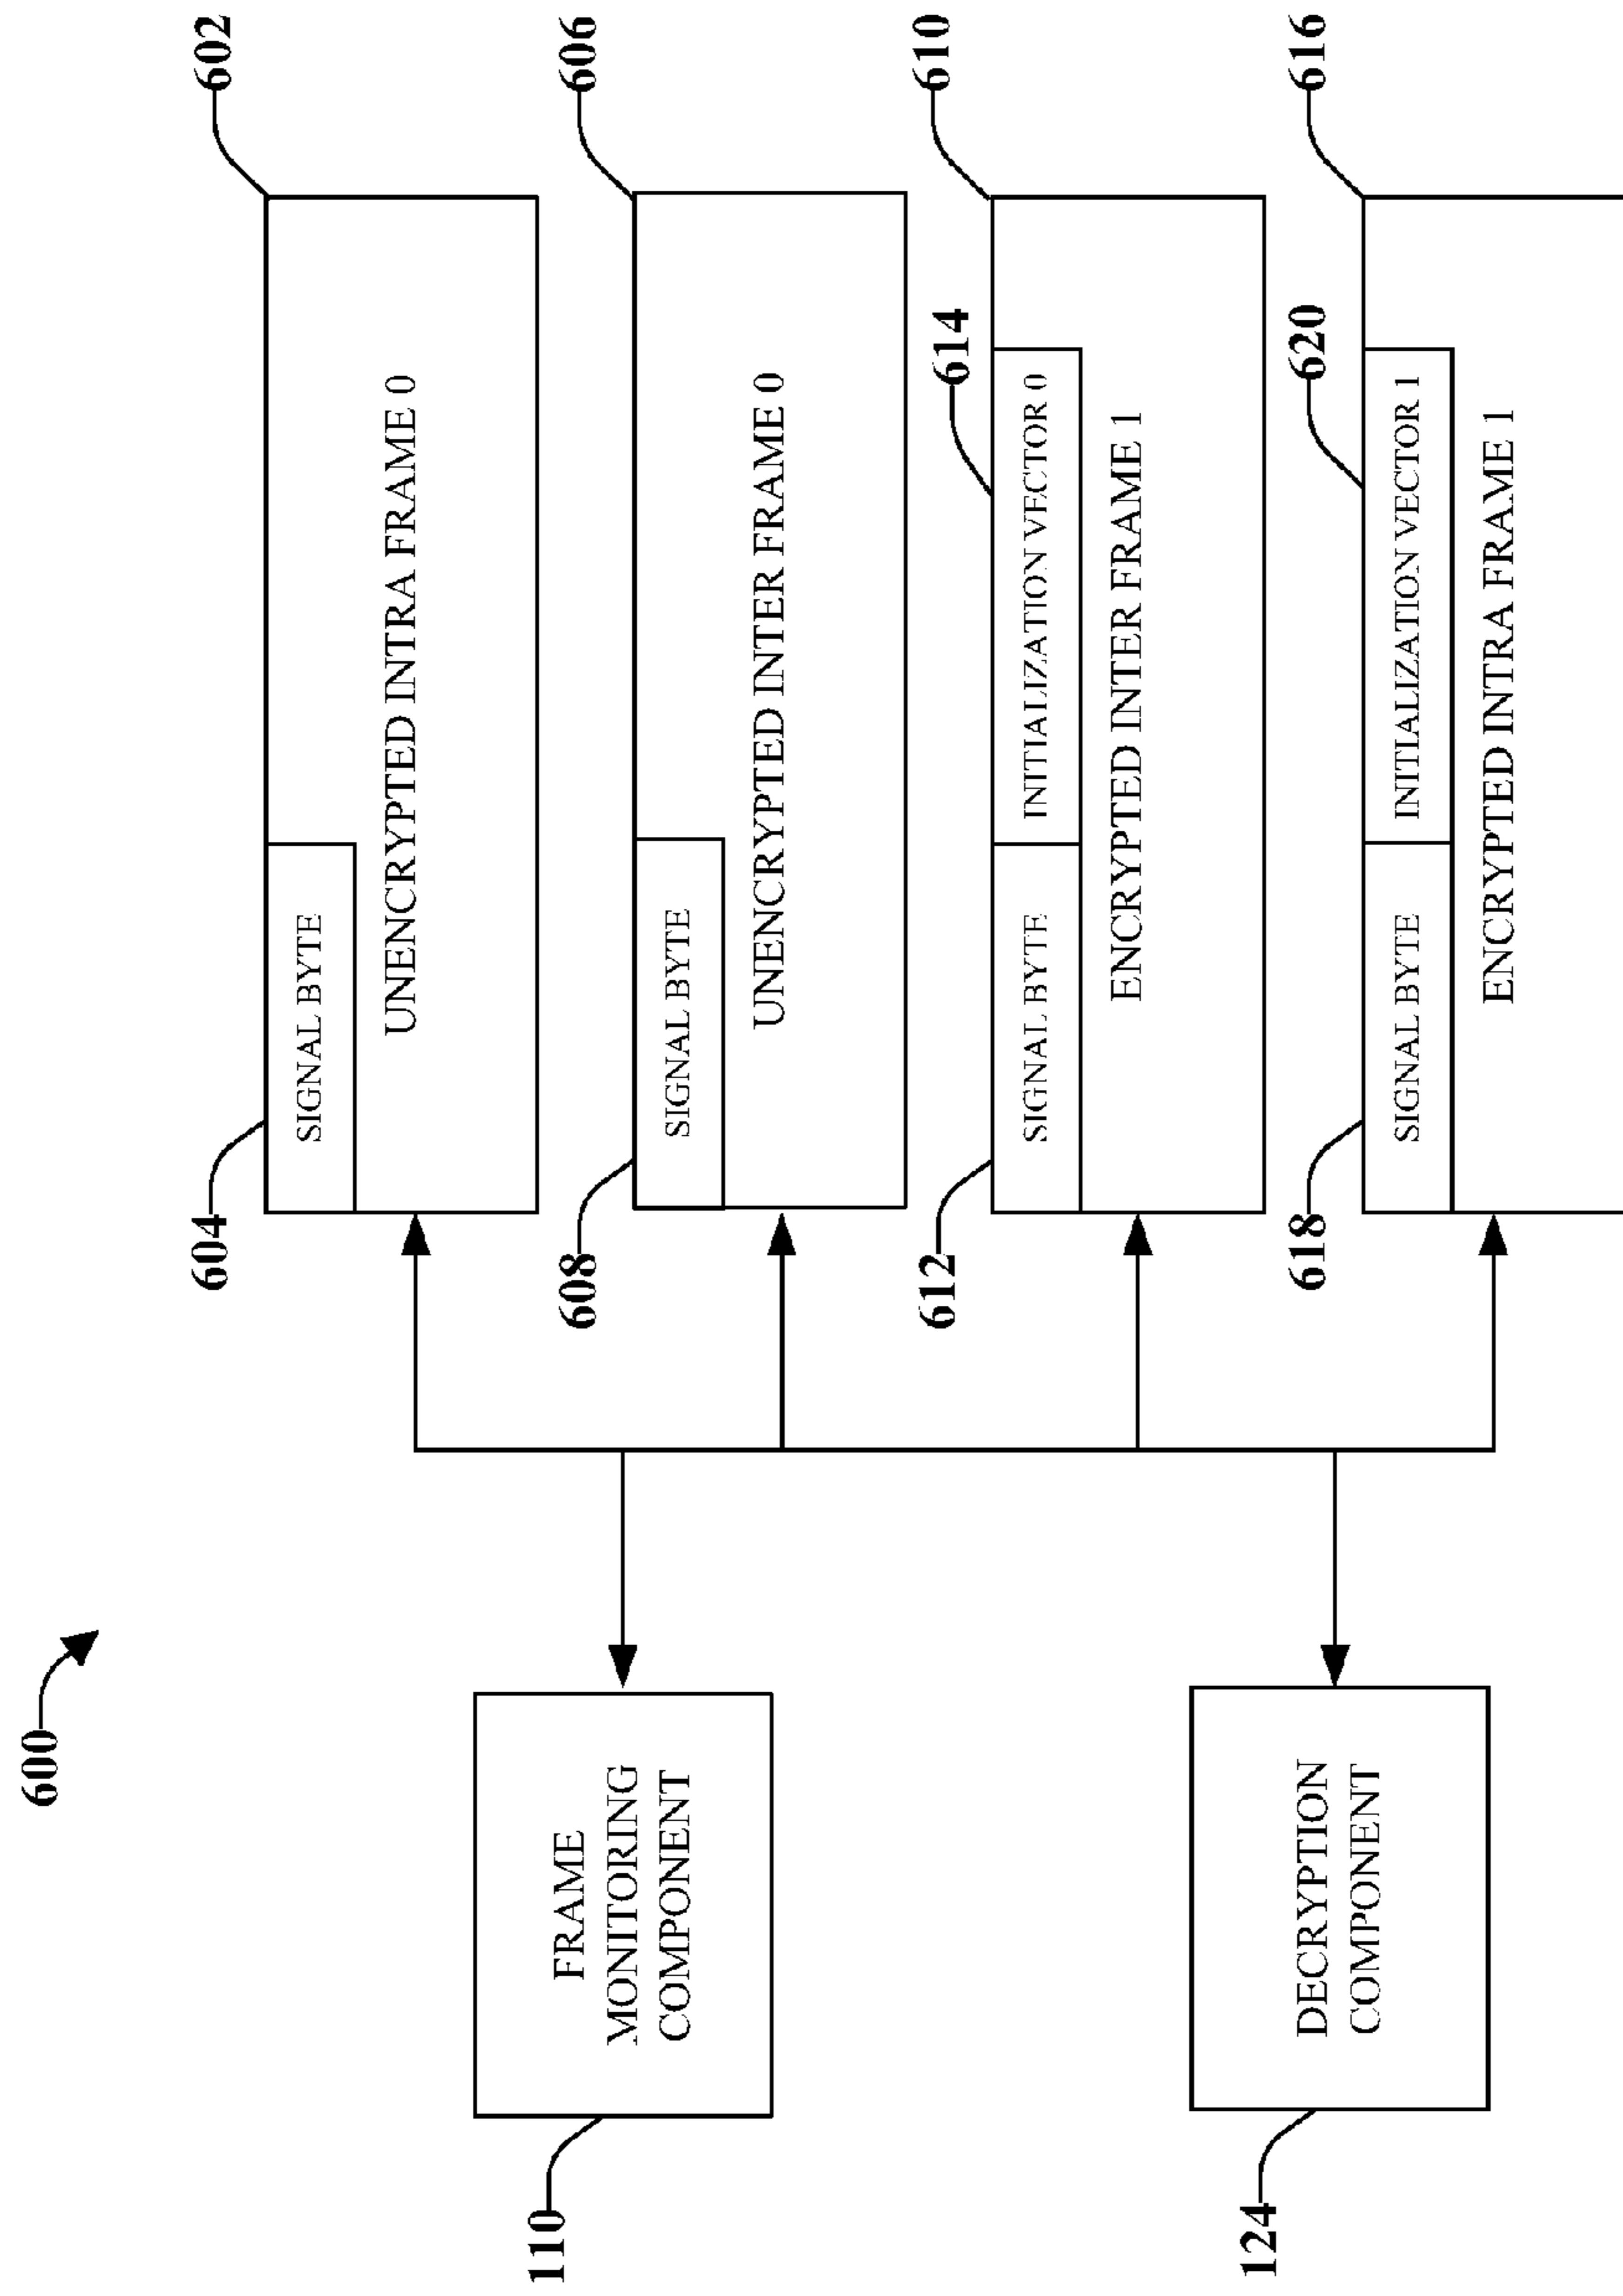 600
602
604
SIGNAL BYTE
UNENCRYPTED INTRA FRAME 0
606
608
SIGNAL BYTE
UNENCRYPTED INTER FRAME 0
610
612
614
SIGNAL BYTE
INITIALIZATION VECTOR 0
ENCRYPTED INTER FRAME 1
616
618
620
SIGNAL BYTE
INITIALIZATION VECTOR 1
ENCRYPTED INTRA FRAME 1
FRAME
MONITORING
COMPONENT
110
DECRYPTION
COMPONENT
124